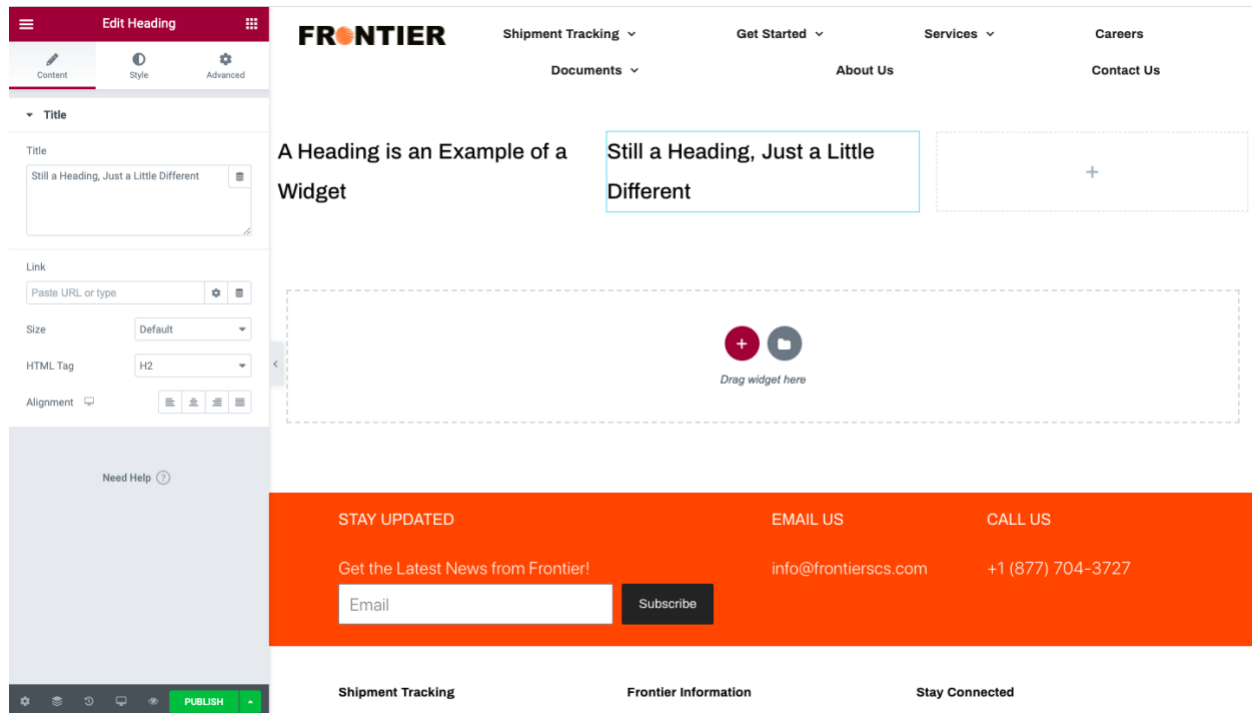 Edit Heading
Content
Style
Advanced
Title
Title
Still a Heading, Just a Little Different
Link
Paste URL or type
Size
Default
HTML Tag
H2
Alignment
Need Help
PUBLISH
FRONTIER
Shipment Tracking
Get Started
Services
Careers
Documents
About Us
Contact Us
A Heading is an Example of a
Widget
Still a Heading, Just a Little
Different
Drag widget here
STAY UPDATED
Get the Latest News from Frontier!
Email
Subscribe
EMAIL US
info@frontierscs.com
CALL US
+1 (877) 704-3727
Shipment Tracking
Frontier Information
Stay Connected